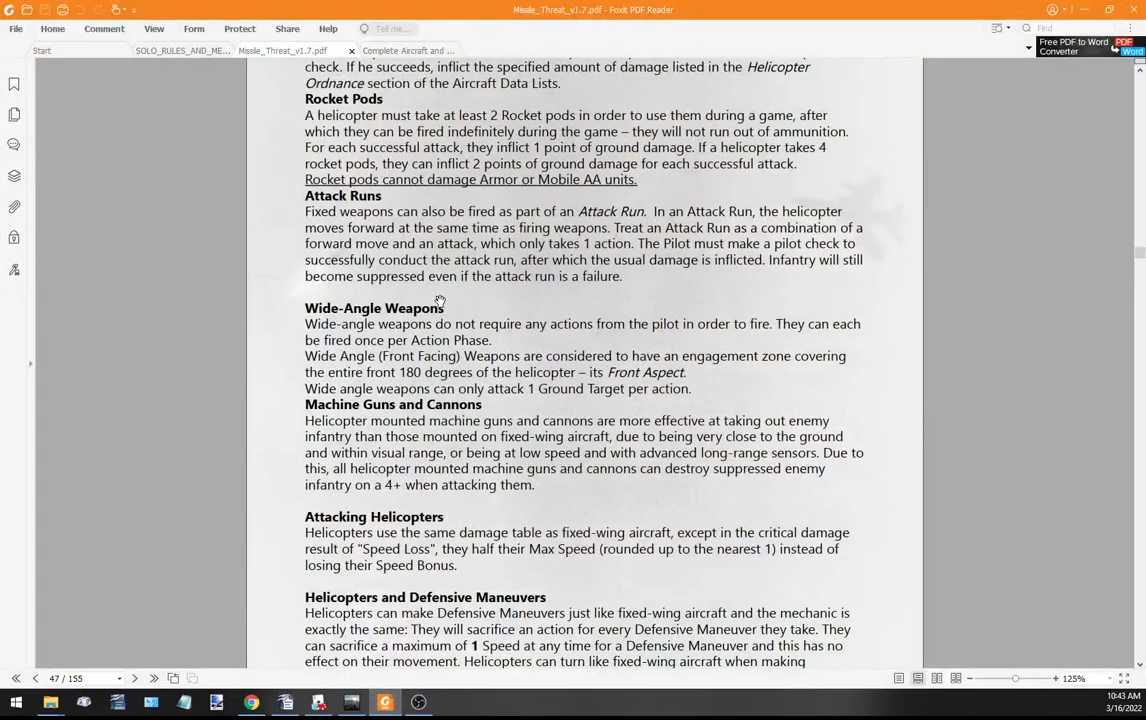 Missile_Threat_v1.7.pdf - Foxit PDF Reader
File Home Comment View Form Protect Share Help Tell me... Find
Start SOLO_RULES_AND_ME... Missile_Threat_v1.7.pdf Complete Aircraft and ... Free PDF to Word Converter PDF Word
check. If he succeeds, inflict the specified amount of damage listed in the Helicopter
Ordnance section of the Aircraft Data Lists.
Rocket Pods
A helicopter must take at least 2 Rocket pods in order to use them during a game, after
which they can be fired indefinitely during the game – they will not run out of ammunition.
For each successful attack, they inflict 1 point of ground damage. If a helicopter takes 4
rocket pods, they can inflict 2 points of ground damage for each successful attack.
Rocket pods cannot damage Armor or Mobile AA units.
Attack Runs
Fixed weapons can also be fired as part of an Attack Run. In an Attack Run, the helicopter
moves forward at the same time as firing weapons. Treat an Attack Run as a combination of a
forward move and an attack, which only takes 1 action. The Pilot must make a pilot check to
successfully conduct the attack run, after which the usual damage is inflicted. Infantry will still
become suppressed even if the attack run is a failure.
Wide-Angle Weapons
Wide-angle weapons do not require any actions from the pilot in order to fire. They can each
be fired once per Action Phase.
Wide Angle (Front Facing) Weapons are considered to have an engagement zone covering
the entire front 180 degrees of the helicopter – its Front Aspect.
Wide angle weapons can only attack 1 Ground Target per action.
Machine Guns and Cannons
Helicopter mounted machine guns and cannons are more effective at taking out enemy
infantry than those mounted on fixed-wing aircraft, due to being very close to the ground
and within visual range, or being at low speed and with advanced long-range sensors. Due to
this, all helicopter mounted machine guns and cannons can destroy suppressed enemy
infantry on a 4+ when attacking them.
Attacking Helicopters
Helicopters use the same damage table as fixed-wing aircraft, except in the critical damage
result of "Speed Loss", they half their Max Speed (rounded up to the nearest 1) instead of
losing their Speed Bonus.
Helicopters and Defensive Maneuvers
Helicopters can make Defensive Maneuvers just like fixed-wing aircraft and the mechanic is
exactly the same: They will sacrifice an action for every Defensive Maneuver they take. They
can sacrifice a maximum of 1 Speed at any time for a Defensive Maneuver and this has no
effect on their movement. Helicopters can turn like fixed-wing aircraft when making
47 / 155 125%
10:43 AM
3/16/2022